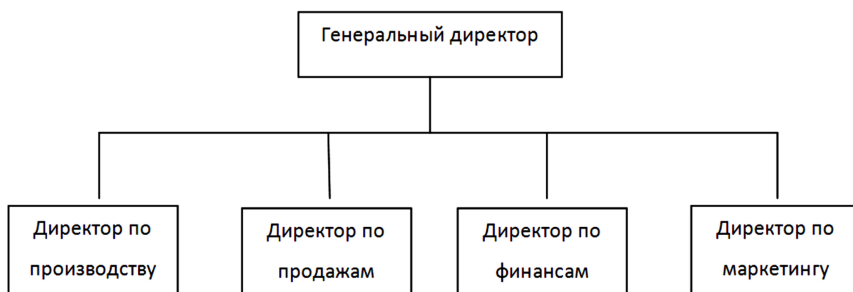 Генеральный директор
Директор по
производству
Директор по
продажам
Директор по
финансам
Директор по
маркетингу